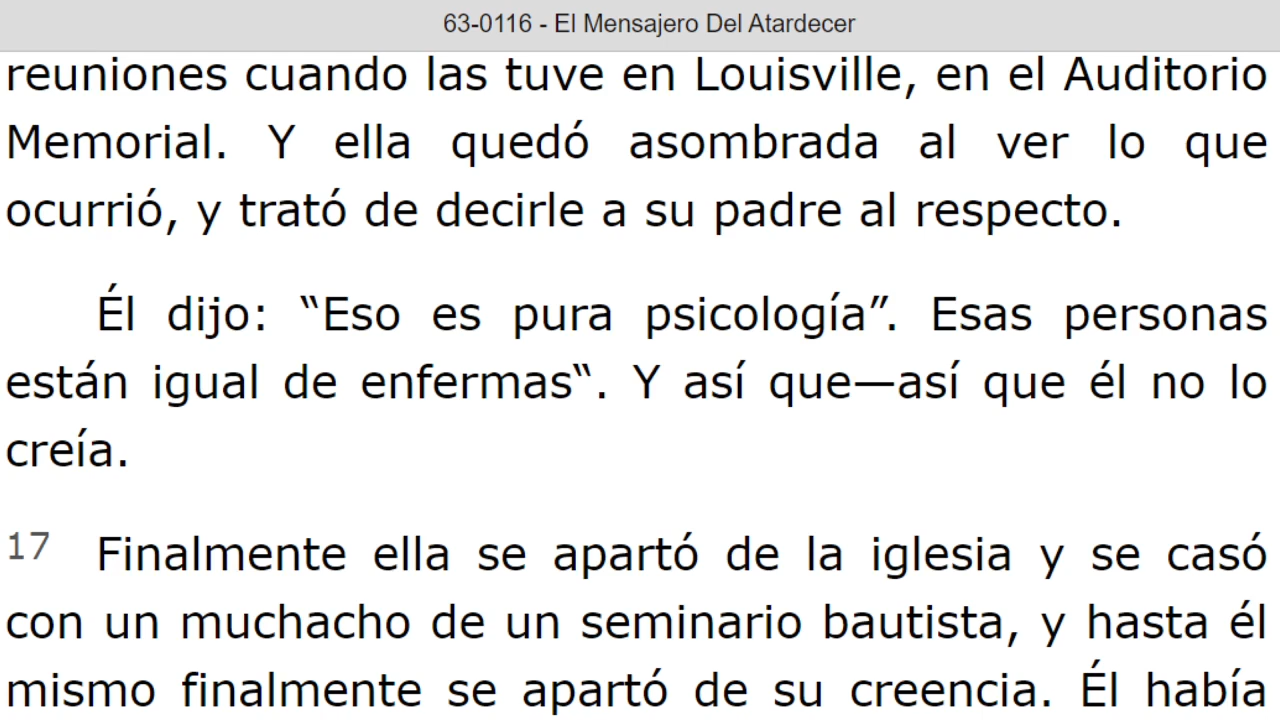 63-0116 - El Mensajero Del Atardecer
reuniones cuando las tuve en Louisville, en el Auditorio
Memorial. Y ella quedó asombrada al ver lo que
ocurrió, y trató de decirle a su padre al respecto.
Él dijo: “Eso es pura psicología”. Esas personas
están igual de enfermas“. Y así que—así que él no lo
creía.
17 Finalmente ella se apartó de la iglesia y se casó
con un muchacho de un seminario bautista, y hasta él
mismo finalmente se apartó de su creencia. Él había